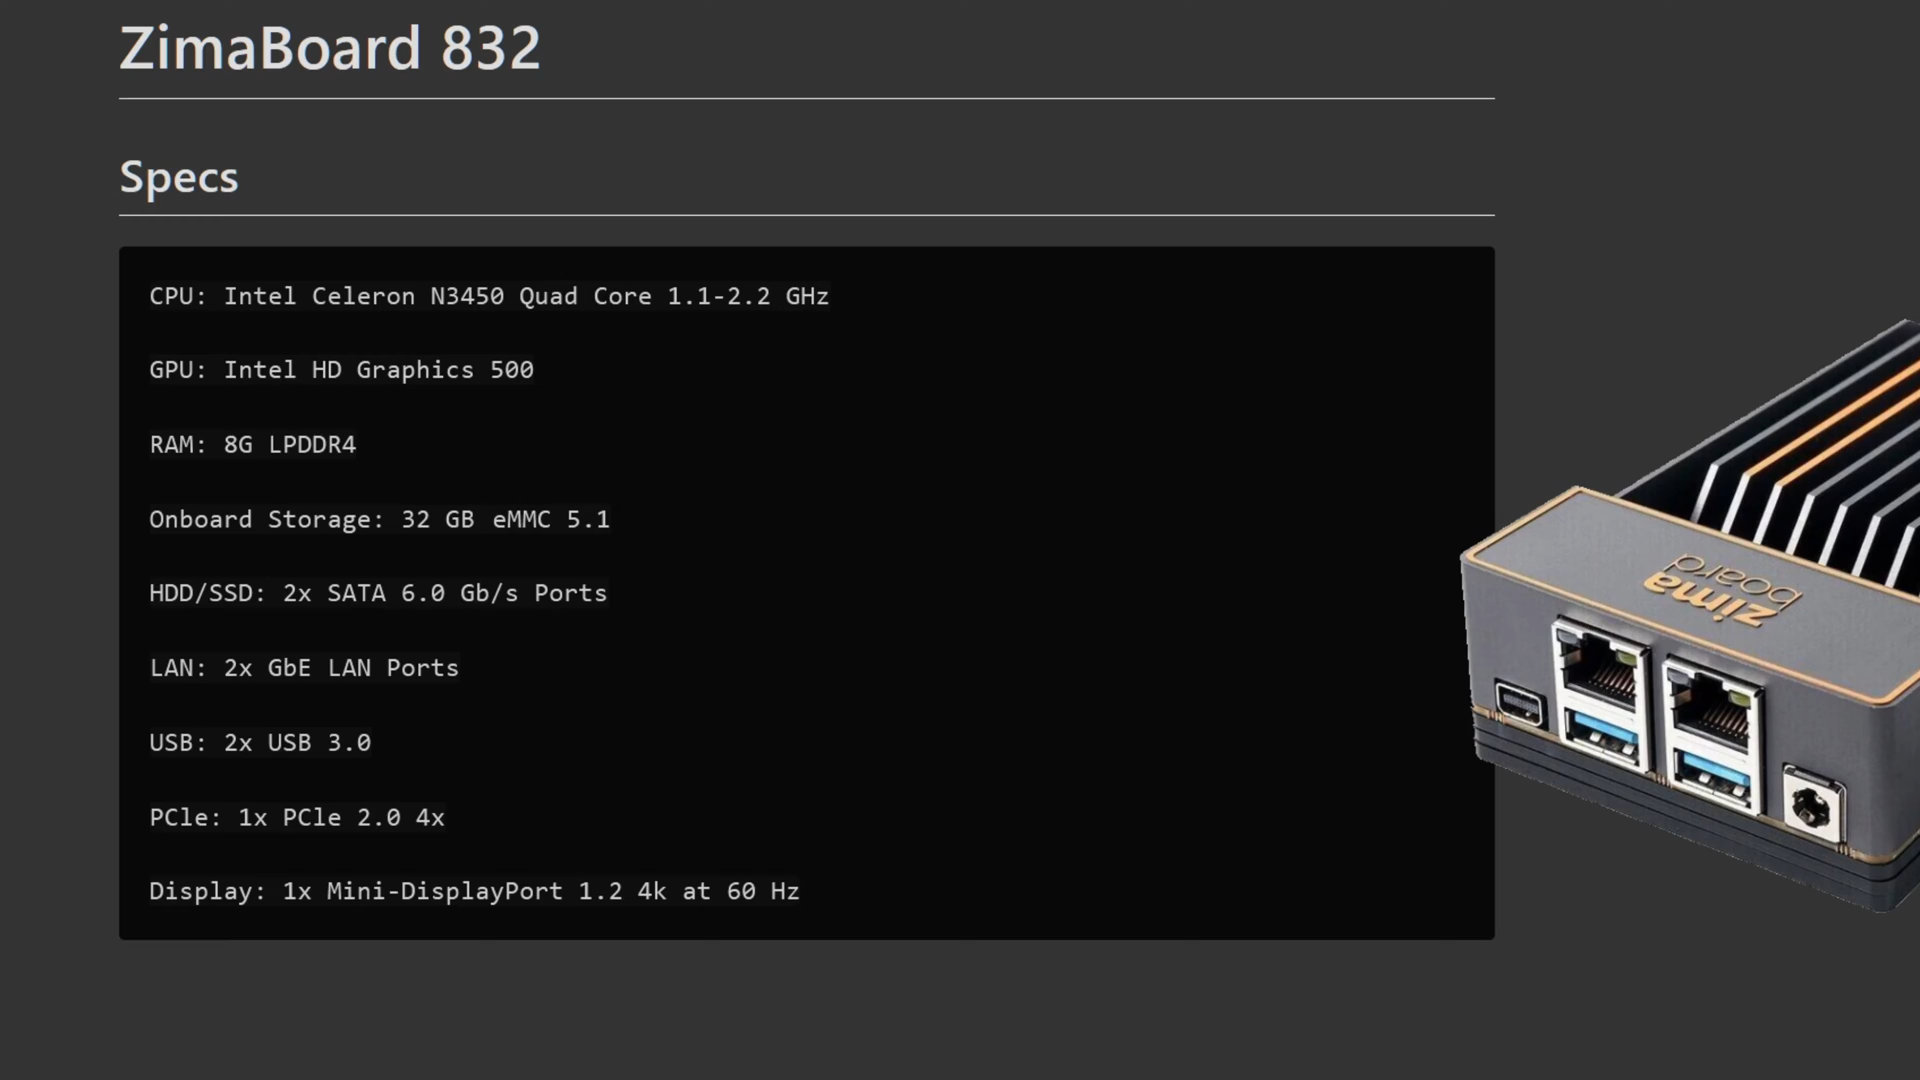 ZimaBoard 832
Specs
CPU: Intel Celeron N3450 Quad Core 1.1-2.2 GHz
GPU: Intel HD Graphics 500
RAM: 8G LPDDR4
Onboard Storage: 32 GB eMMC 5.1
HDD/SSD: 2x SATA 6.0 Gb/s Ports
LAN: 2x GbE LAN Ports
USB: 2x USB 3.0
PCle: 1x PCle 2.0 4x
Display: 1x Mini-DisplayPort 1.2 4k at 60 Hz
zima
board